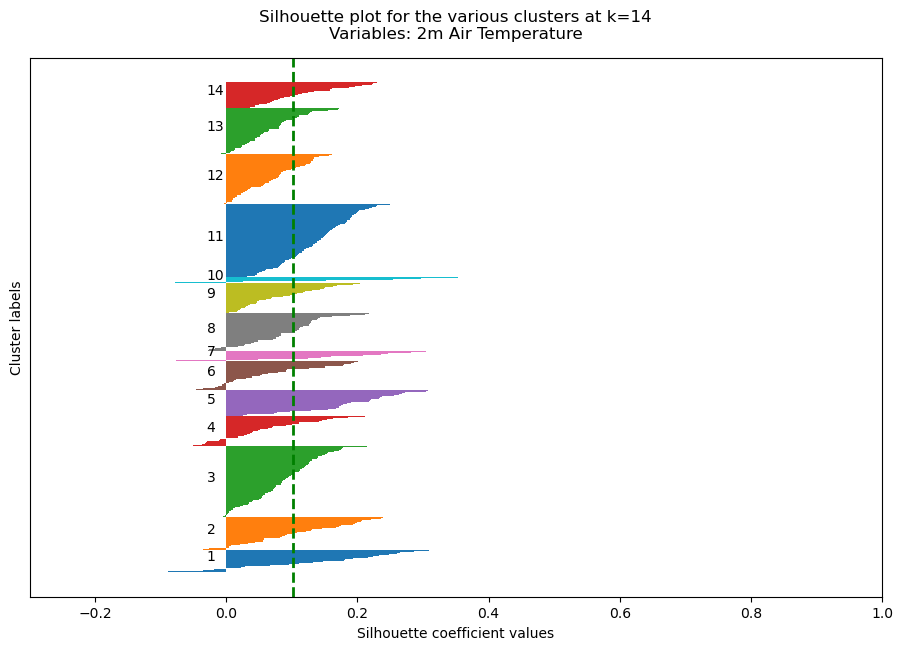 Silhouette plot for the various clusters at k=14
Variables: 2m Air Temperature
Cluster labels
14
13
12
11
10
9
8
7
6
5
4
3
2
1
−0.2 0.0 0.2 0.4 0.6 0.8 1.0
Silhouette coefficient values